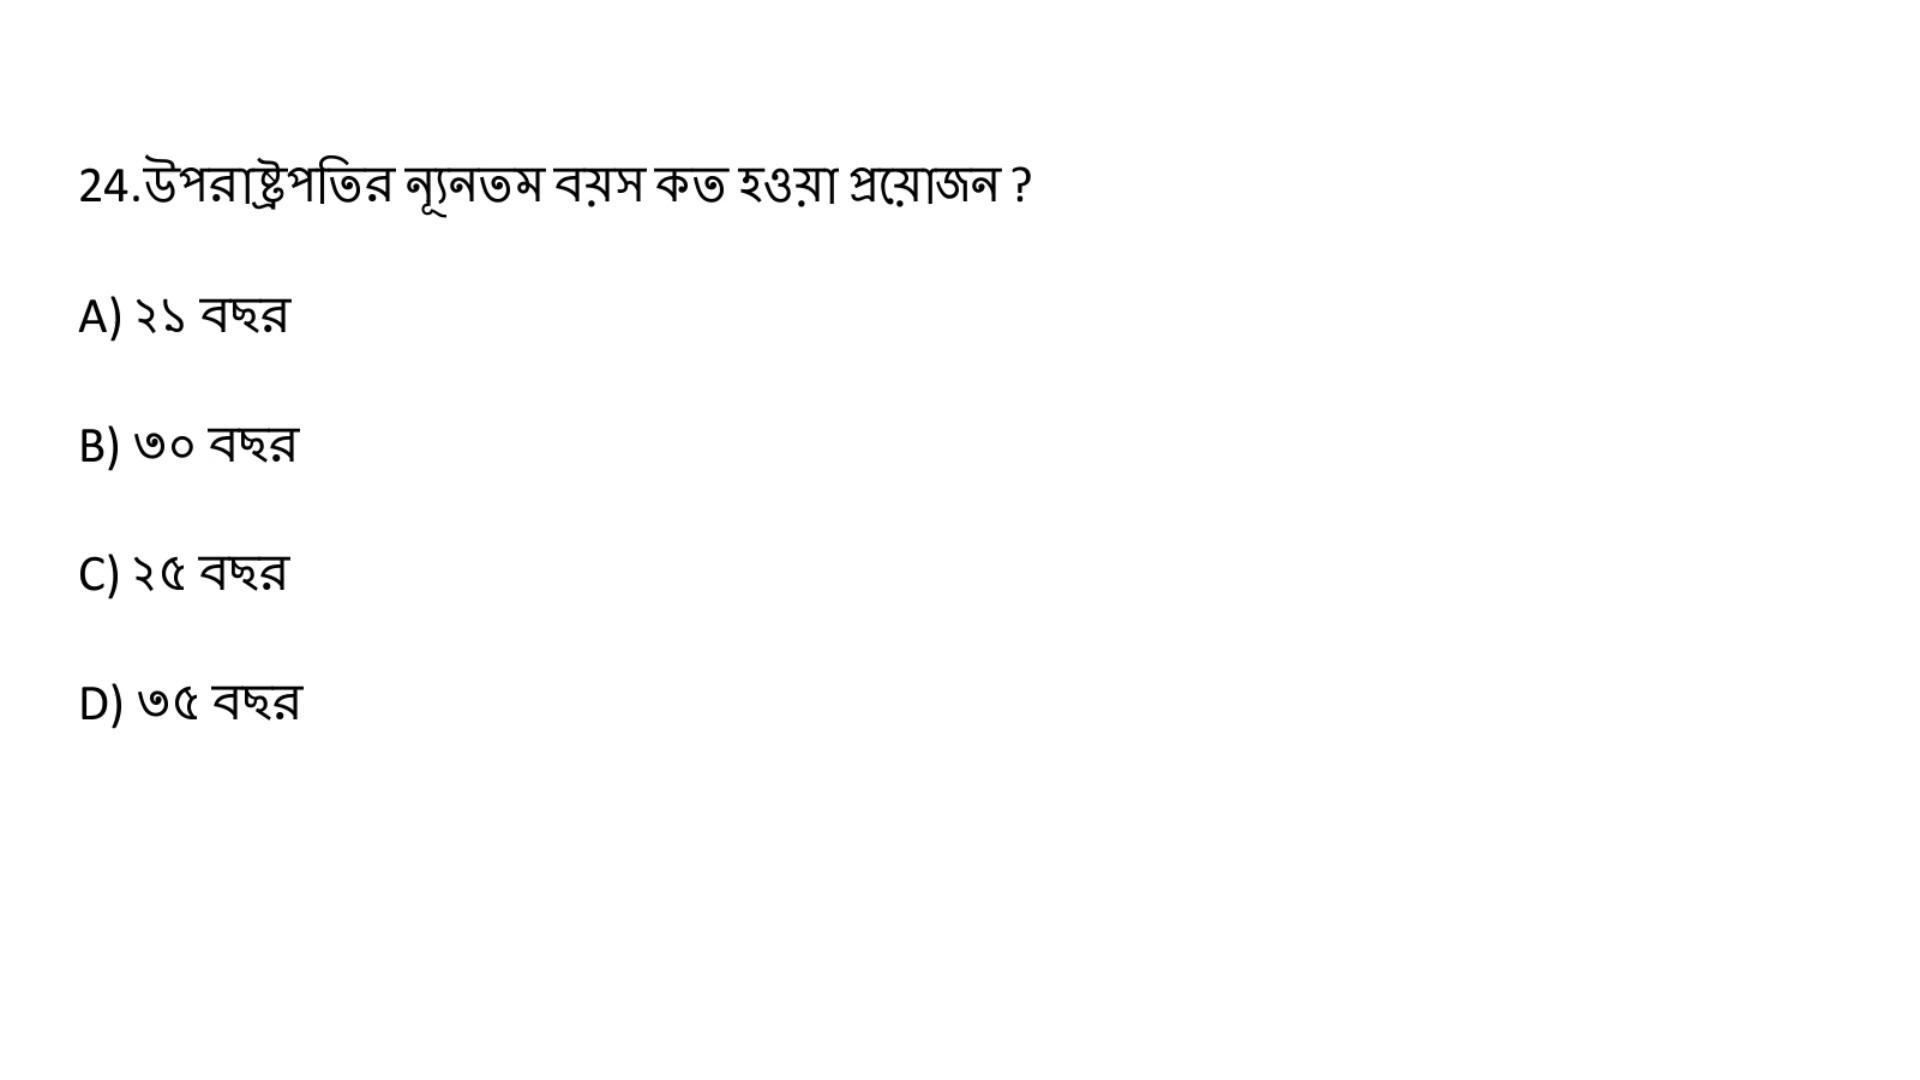 24.উপরাষ্ট্রপতির ন্যূনতম বয়স কত হওয়া প্রয়োজন ?
A) ২১ বছর
B) ৩০ বছর
C) ২৫ বছর
D) ৩৫ বছর